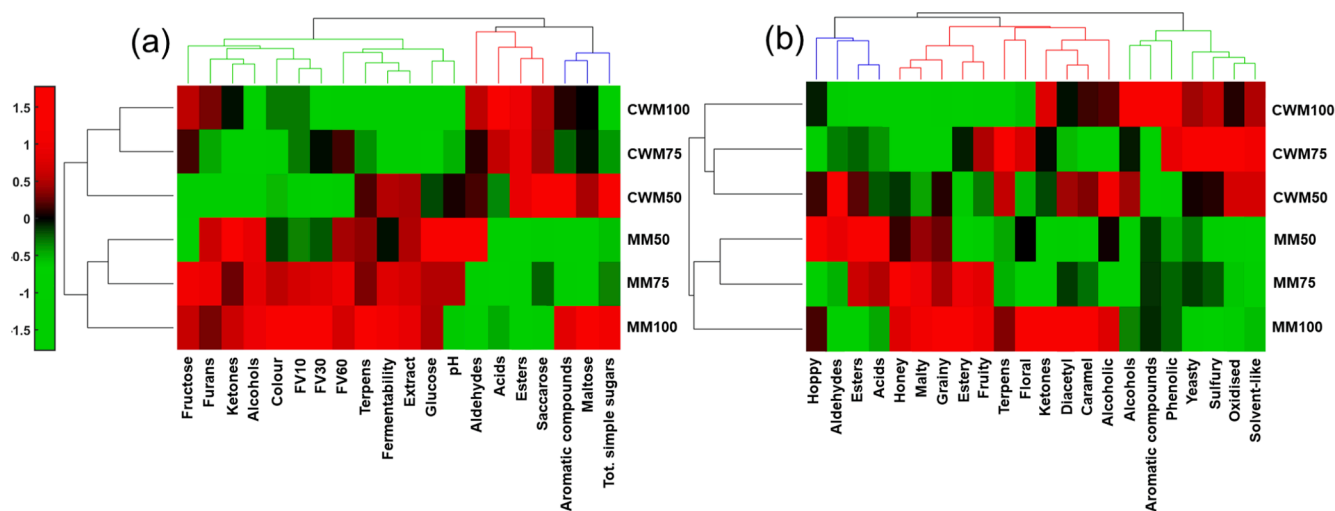 (a)
1.5
1
0.5
0
-0.5
-1
-1.5
CWM100
CWM75
CWM50
MM50
MM75
MM100
Fructose
Furans
Ketones
Alcohols
Colour
FV10
FV30
FV60
Terpens
Fermentability
Extract
Glucose
pH
Aldehydes
Acids
Esters
Saccarose
Aromatic compounds
Maltose
Tot. simple sugars
(b)
CWM100
CWM75
CWM50
MM50
MM75
MM100
Hoppy
Aldehydes
Esters
Acids
Honey
Malty
Grainy
Estery
Fruity
Terpens
Floral
Ketones
Diacetyl
Caramel
Alcoholic
Alcohols
Aromatic compounds
Phenolic
Yeasty
Sulfury
Oxidised
Solvent-like